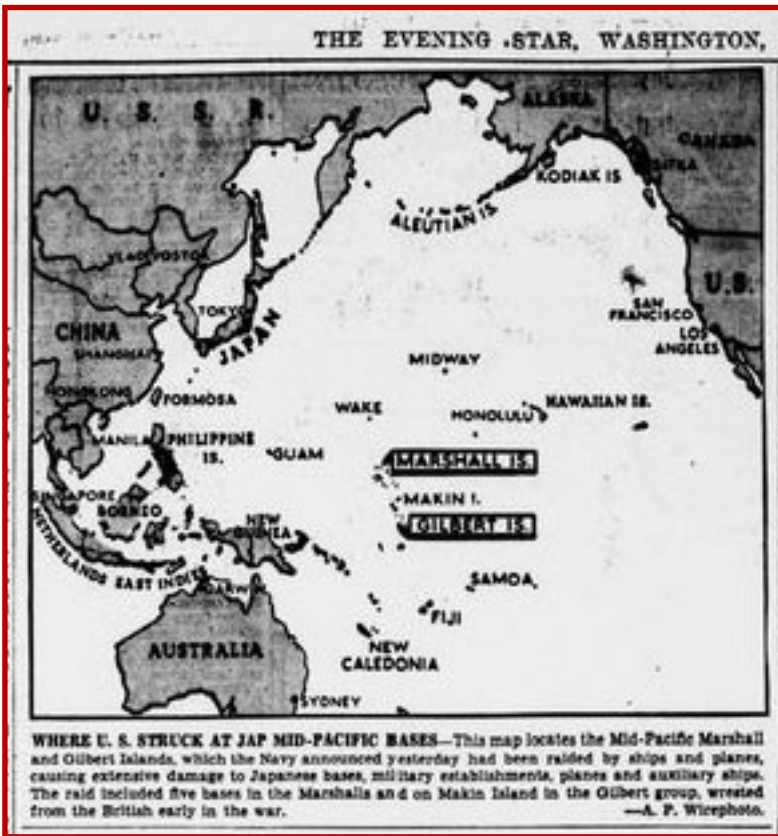 THE EVENING STAR, WASHINGTON,
U. S. S. R.
ALASKA
CANADA
SITKA
KODIAK IS.
ALEUTIAN IS.
VLADIVOSTOK
U.S.
TOKYO
SAN
FRANCISCO
LOS
ANGELES
JAPAN
CHINA
SHANGHAI
MIDWAY
HONGKONG
FORMOSA
WAKE
HONOLULU
HAWAIIAN IS.
MANILA
PHILIPPINE
IS.
GUAM
MARSHALL IS.
SINGAPORE
BORNEO
MAKIN I.
NEW
GUINEA
GILBERT IS.
NETHERLANDS EAST INDIES
DARWIN
SAMOA
FIJI
AUSTRALIA
NEW
CALEDONIA
SYDNEY
WHERE U. S. STRUCK AT JAP MID-PACIFIC BASES—This map locates the Mid-Pacific Marshall
and Gilbert Islands, which the Navy announced yesterday had been raided by ships and planes,
causing extensive damage to Japanese bases, military establishments, planes and auxiliary ships.
The raid included five bases in the Marshalls and on Makin Island in the Gilbert group, wrested
from the British early in the war. —A. P. Wirephoto.